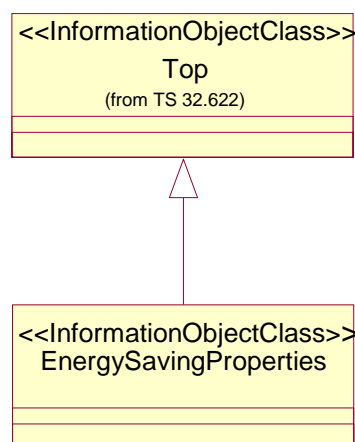 <<InformationObjectClass>>
Top
(from TS 32.622)
<<InformationObjectClass>>
EnergySavingProperties